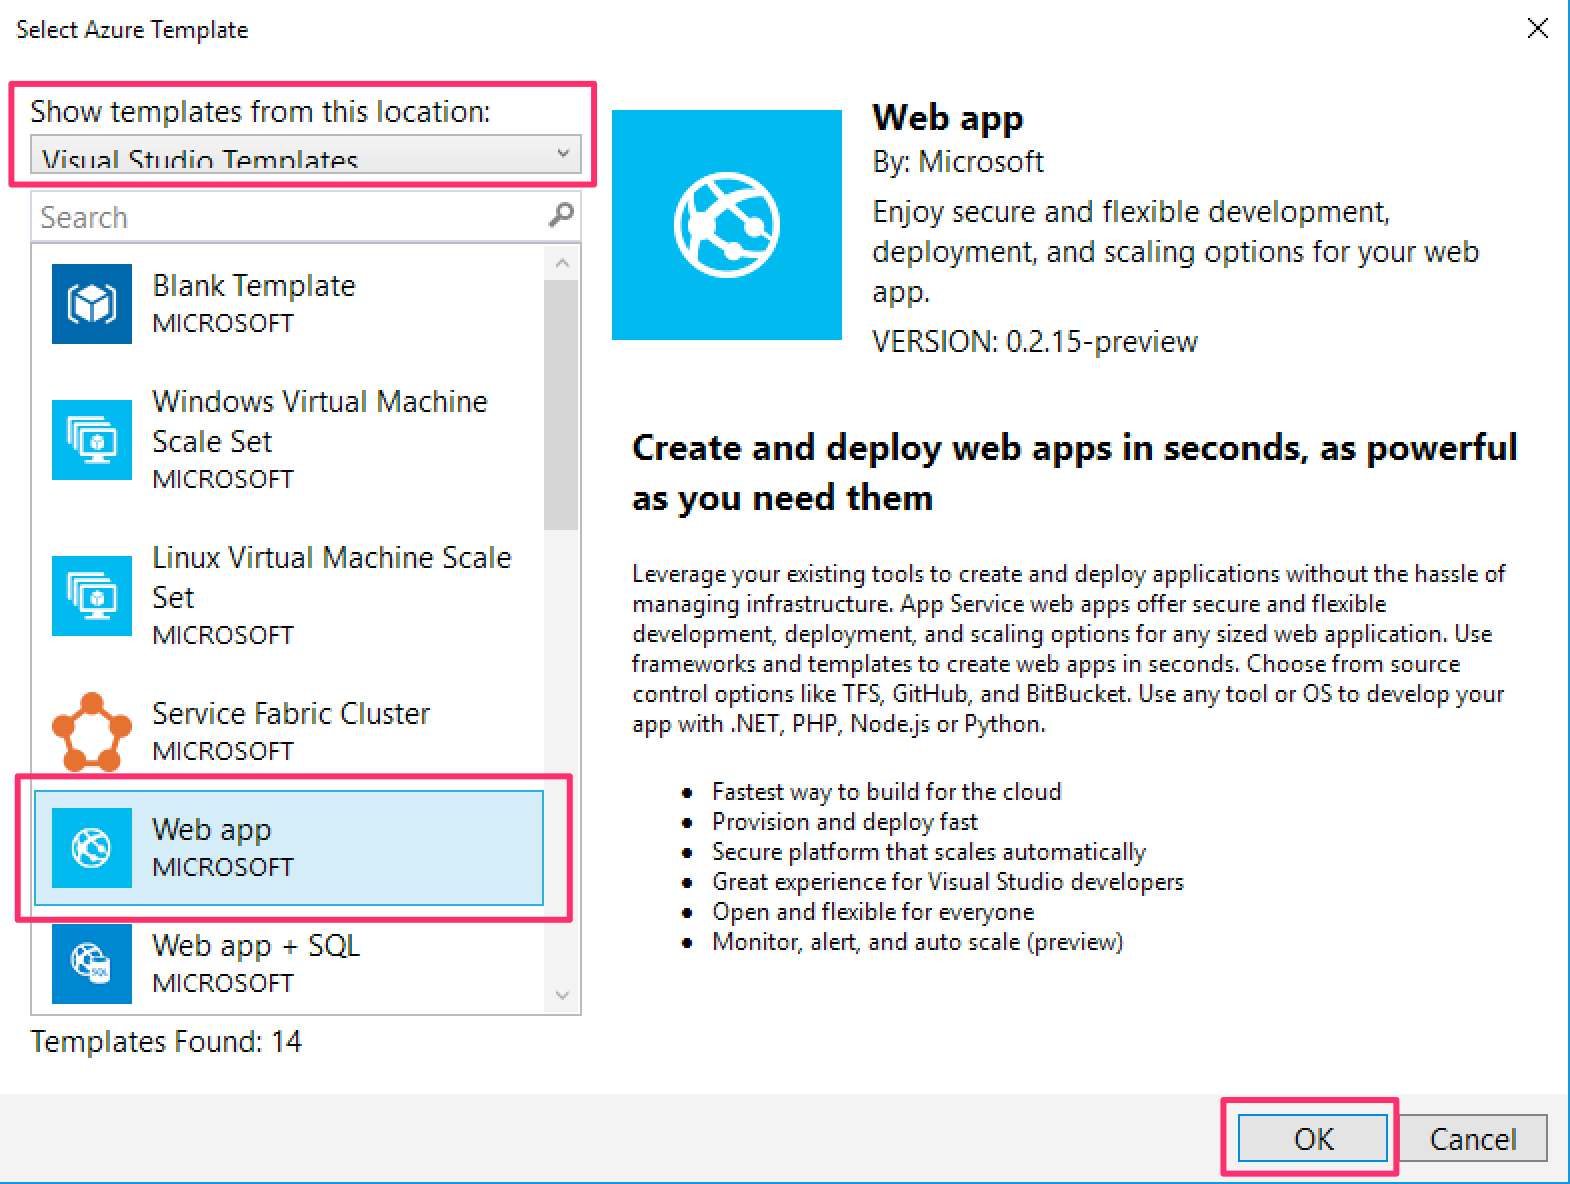 Select Azure Template
Show templates from this location:
Visual Studio Templates
Search
Blank Template
MICROSOFT
Windows Virtual Machine
Scale Set
MICROSOFT
Linux Virtual Machine Scale
Set
MICROSOFT
Service Fabric Cluster
MICROSOFT
Web app
MICROSOFT
SQL
Web app + SQL
MICROSOFT
Templates Found: 14
Web app
By: Microsoft
Enjoy secure and flexible development,
deployment, and scaling options for your web
app.
VERSION: 0.2.15-preview
Create and deploy web apps in seconds, as powerful
as you need them
Leverage your existing tools to create and deploy applications without the hassle of
managing infrastructure. App Service web apps offer secure and flexible
development, deployment, and scaling options for any sized web application. Use
frameworks and templates to create web apps in seconds. Choose from source
control options like TFS, GitHub, and BitBucket. Use any tool or OS to develop your
app with .NET, PHP, Node.js or Python.
• Fastest way to build for the cloud
• Provision and deploy fast
• Secure platform that scales automatically
• Great experience for Visual Studio developers
• Open and flexible for everyone
• Monitor, alert, and auto scale (preview)
OK
Cancel